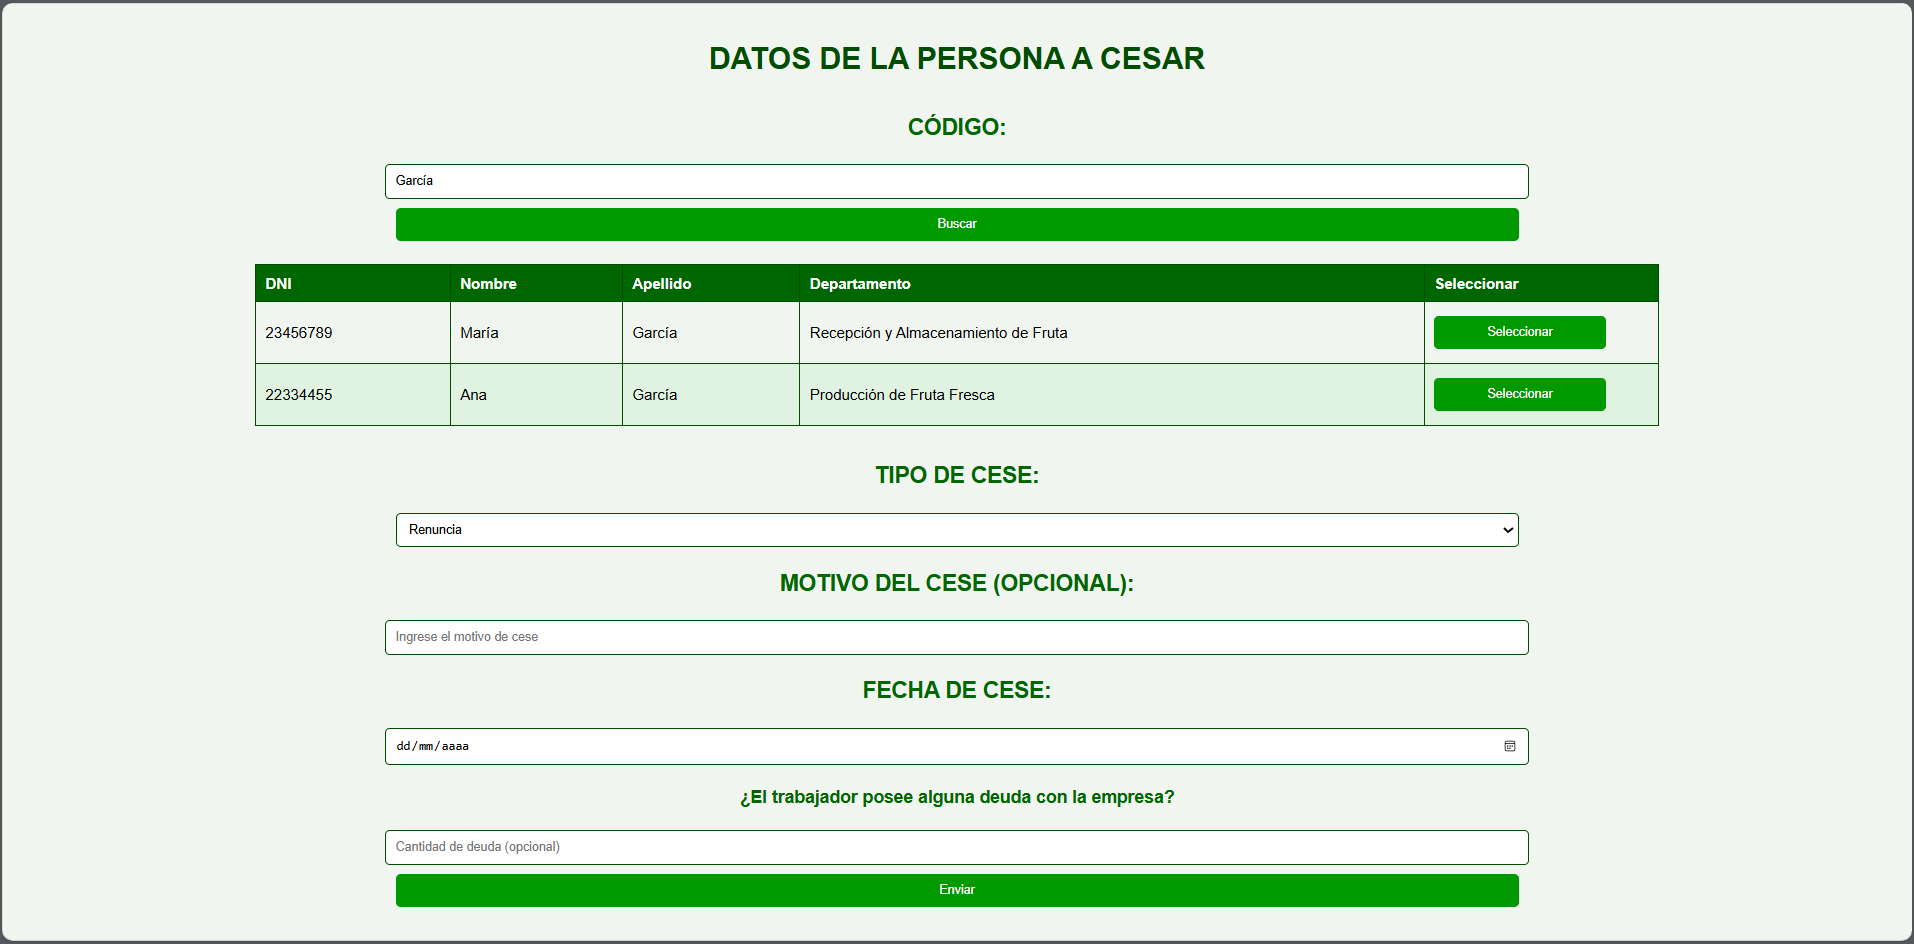 DATOS DE LA PERSONA A CESAR
CÓDIGO:
García
Buscar
DNI Nombre Apellido Departamento Seleccionar
23456789 María García Recepción y Almacenamiento de Fruta Seleccionar
22334455 Ana García Producción de Fruta Fresca Seleccionar
TIPO DE CESE:
Renuncia
MOTIVO DEL CESE (OPCIONAL):
Ingrese el motivo de cese
FECHA DE CESE:
dd/mm/aaaa
¿El trabajador posee alguna deuda con la empresa?
Cantidad de deuda (opcional)
Enviar